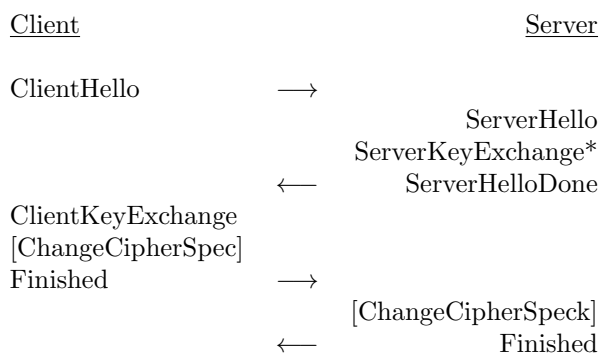 Client Server
ClientHello ⟶
ServerHello
ServerKeyExchange*
⟵ ServerHelloDone
ClientKeyExchange
[ChangeCipherSpec]
Finished ⟶
[ChangeCipherSpeck]
⟵ Finished